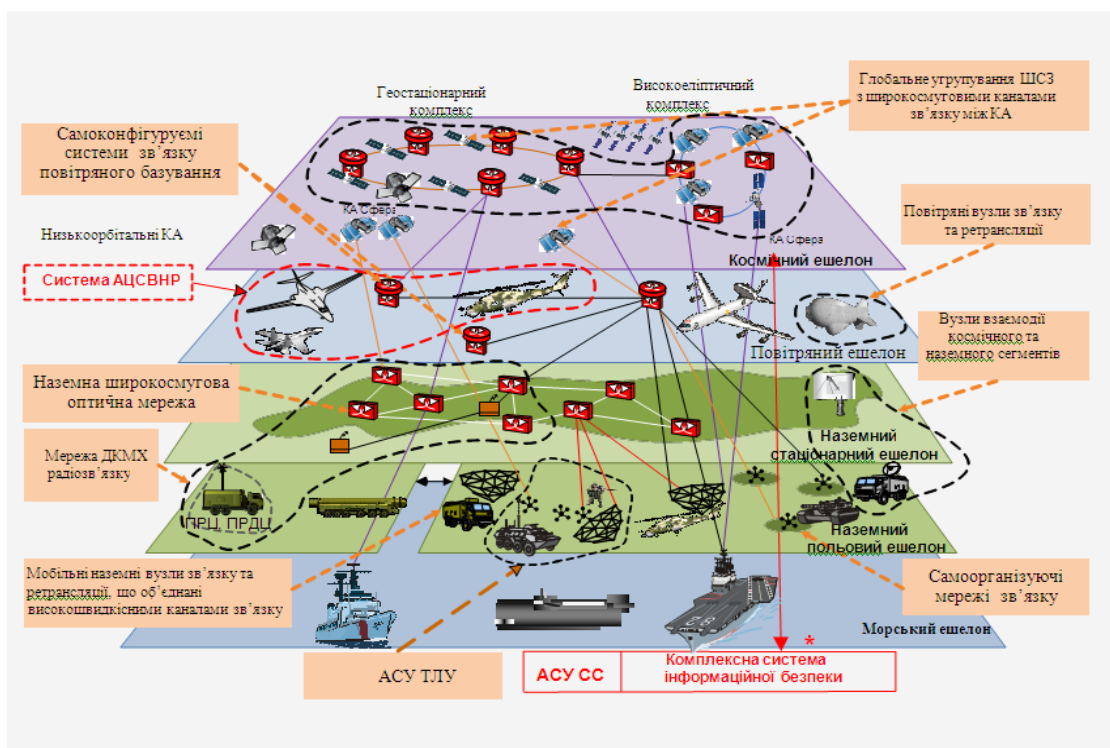 Геостаціонарний
комплекс
Високоеліптичний
комплекс
Глобальне угрупування ШСЗ
з широкосмуговими каналами
зв’язку між КА
Самоконфігуруємі
системи зв’язку
повітряного базування
КА Сфера
Низькоорбітальні КА
КА Сфера
Повітряні вузли зв’язку
та ретрансляції
Космічний ешелон
Система АЦСВНР
Вузли взаємодії
космічного та
наземного сегментів
Повітряний ешелон
Наземна широкосмугова
оптична мережа
Мережа ДКМХ
радіозв’язку
Наземний
стаціонарний ешелон
ПРЦ ПРДЦ
Наземний
польовий ешелон
Мобільні наземні вузли зв’язку та
ретрансляції, що об’єднані
високошвидкісними каналами зв’язку
Самоорганізуючі
мережі зв’язку
Морський ешелон
*
АСУ ТЛУ
АСУ СС
Комплексна система
інформаційної безпеки